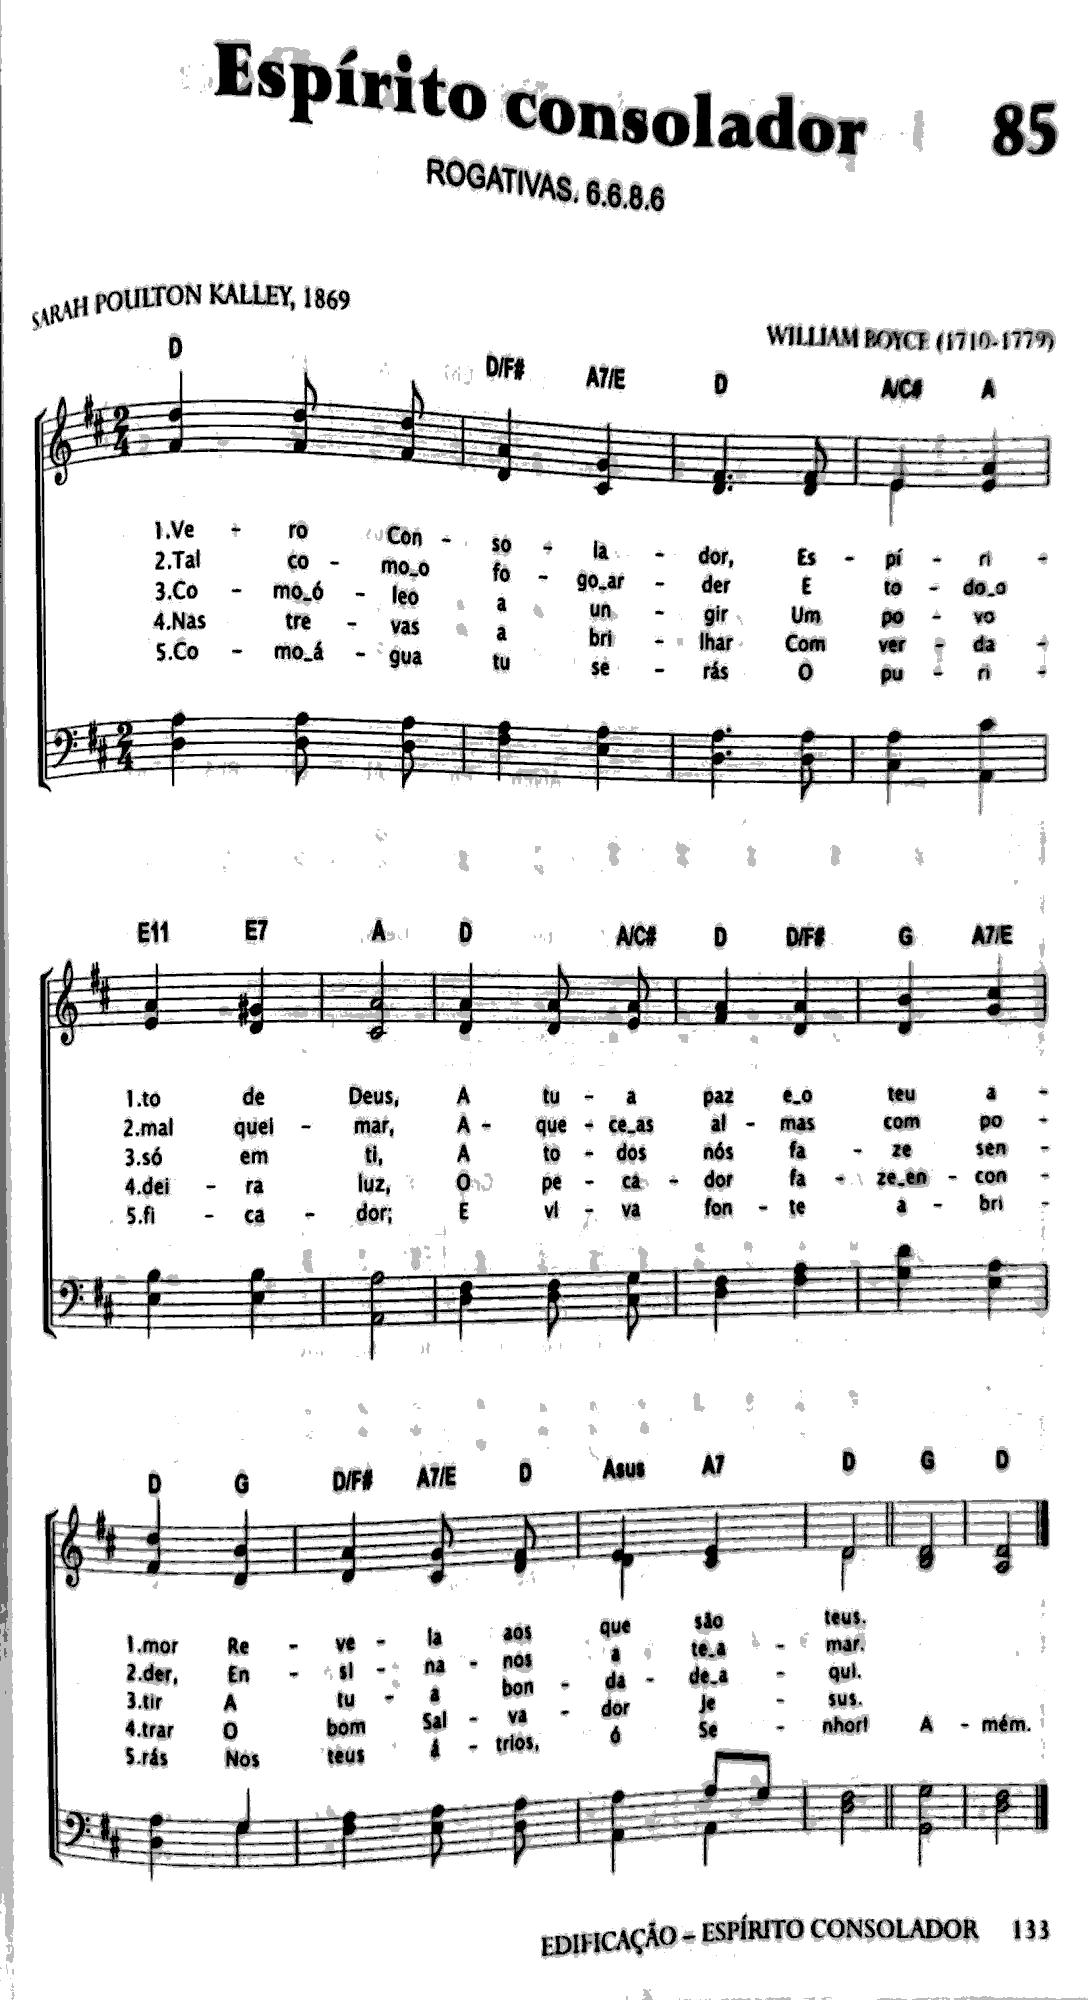 Espírito consolador 85
ROGATIVAS. 6.6.8.6
SARAH POULTON KALLEY, 1869
WILLIAM BOYCE (1710-1779)
D D/F# A7/E D A/C# A
1.Ve - ro Con - so - la - dor, Es - pí - ri -
2.Tal co - mo_o fo - go_ar - der E to - do_o
3.Co - mo_ó - leo a un - gir Um po - vo
4.Nas tre - vas a bri - lhar Com ver - da -
5.Co - mo_á - gua tu se - rás O pu - ri -
E11 E7 A D A/C# D D/F# G A7/E
1.to de Deus, A tu - a paz e_o teu a -
2.mal quei - mar, A - que - ce_as al - mas com po -
3.só em ti, A to - dos nós fa - ze sen -
4.dei - ra luz, O pe - ca - dor fa - ze_en - con -
5.fi - ca - dor; E vi - va fon - te a - bri -
D G D/F# A7/E D Asus A7 D G D
1.mor Re - ve - la aos que são teus.
2.der, En - si - na - nos a te_a - mar.
3.tir A tu - a bon - da - de_a - qui.
4.trar O bom Sal - va - dor Je - sus.
5.rás Nos teus á - trios, ó Se - nhor! A - mém.
EDIFICAÇÃO – ESPÍRITO CONSOLADOR 133